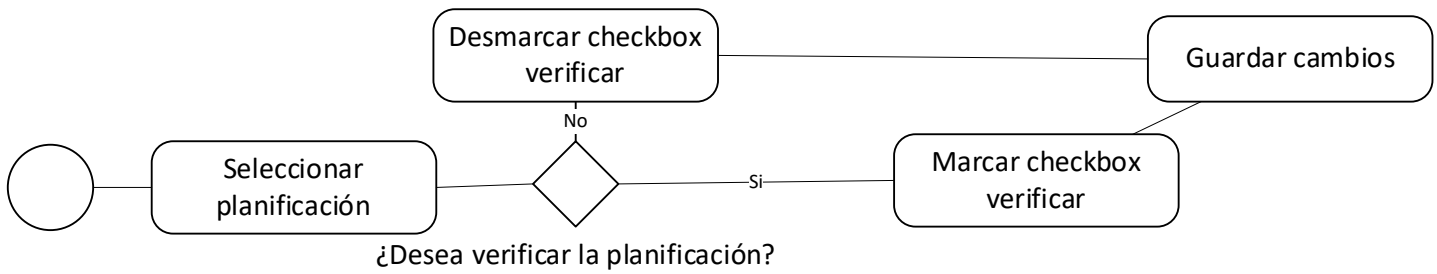 Desmarcar checkbox
verificar
Guardar cambios
No
Seleccionar
planificación
Si
Marcar checkbox
verificar
¿Desea verificar la planificación?